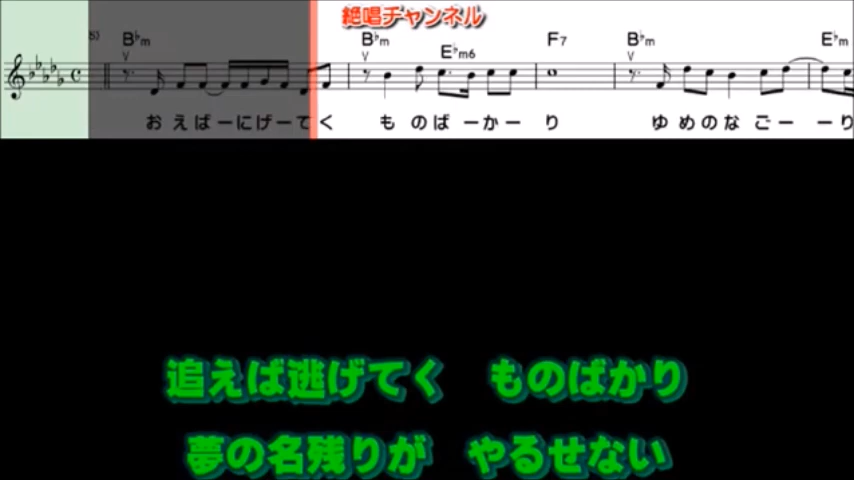 絶唱チャンネル
5) B♭m B♭m E♭m6 F7 B♭m E♭m
おえばーにげーてく ものばーかーり ゆめのなごーーり
追えば逃げてく ものばかり
夢の名残りが やるせない